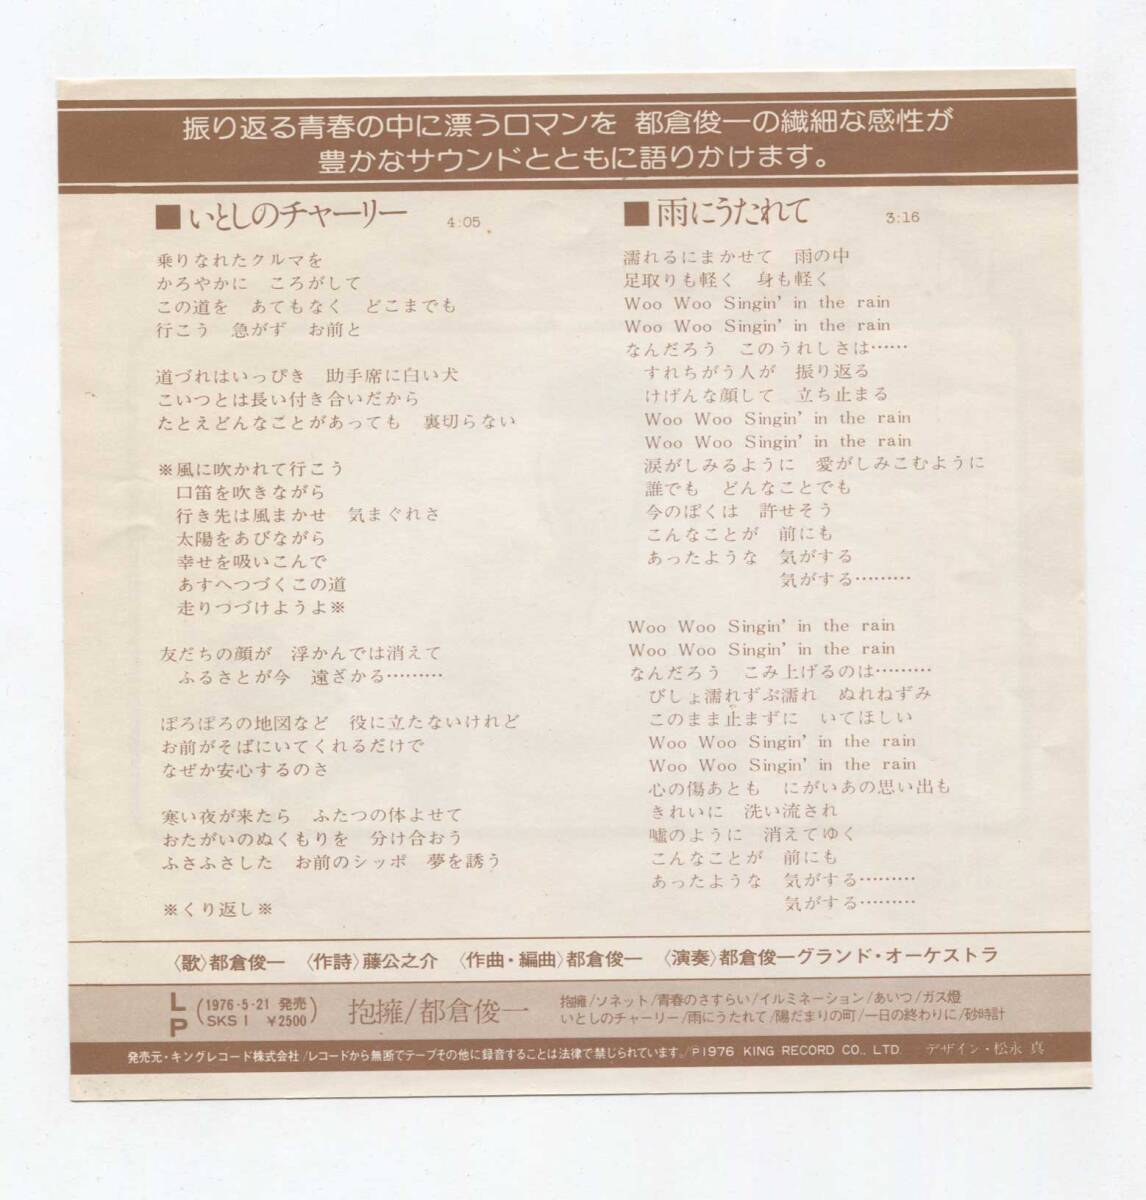 振り返る青春の中に漂うロマンを 都倉俊一の繊細な感性が
豊かなサウンドとともに語りかけます。
■いとしのチャーリー 4:05
乗りなれたクルマを
かろやかに ころがして
この道を あてもなく どこまでも
行こう 急がず お前と
道づれはいっぴき 助手席に白い犬
こいつとは長い付き合いだから
たとえどんなことがあっても 裏切らない
※風に吹かれて行こう
口笛を吹きながら
行き先は風まかせ 気まぐれさ
太陽をあびながら
幸せを吸いこんで
あすへつづくこの道
走りつづけようよ※
友だちの顔が 浮かんでは消えて
ふるさとが今 遠ざかる………
ぼろぼろの地図など 役に立たないけれど
お前がそばにいてくれるだけで
なぜか安心するのさ
寒い夜が来たら ふたつの体よせて
おたがいのぬくもりを 分け合おう
ふさふさした お前のシッポ 夢を誘う
※くり返し※
■雨にうたれて 3:16
濡れるにまかせて 雨の中
足取りも軽く 身も軽く
Woo Woo Singin' in the rain
Woo Woo Singin' in the rain
なんだろう このうれしさは……
すれちがう人が 振り返る
けげんな顔して 立ち止まる
Woo Woo Singin' in the rain
Woo Woo Singin' in the rain
涙がしみるように 愛がしみこむように
誰でも どんなことでも
今のぼくは 許せそう
こんなことが 前にも
あったような 気がする
気がする………
Woo Woo Singin' in the rain
Woo Woo Singin' in the rain
なんだろう こみ上げるのは………
びしょ濡れずぶ濡れ ぬれねずみ
このまま止まずに いてほしい
Woo Woo Singin' in the rain
Woo Woo Singin' in the rain
心の傷あとも にがいあの思い出も
きれいに 洗い流され
嘘のように 消えてゆく
こんなことが 前にも
あったような 気がする………
気がする………
〈歌〉都倉俊一 〈作詩〉藤公之介 〈作曲・編曲〉都倉俊一 〈演奏〉都倉俊一グランド・オーケストラ
LP (1976-5-21 発売 SKS 1 ¥2500) 抱擁/都倉俊一
抱擁/ソネット/青春のさすらい/イルミネーション/あいつ/ガス燈
いとしのチャーリー/雨にうたれて/陽だまりの町/一日の終わりに/砂時計
発売元・キングレコード株式会社/レコードから無断でテープその他に録音することは法律で禁じられています。/P1976 KING RECORD CO., LTD. デザイン・松永 真